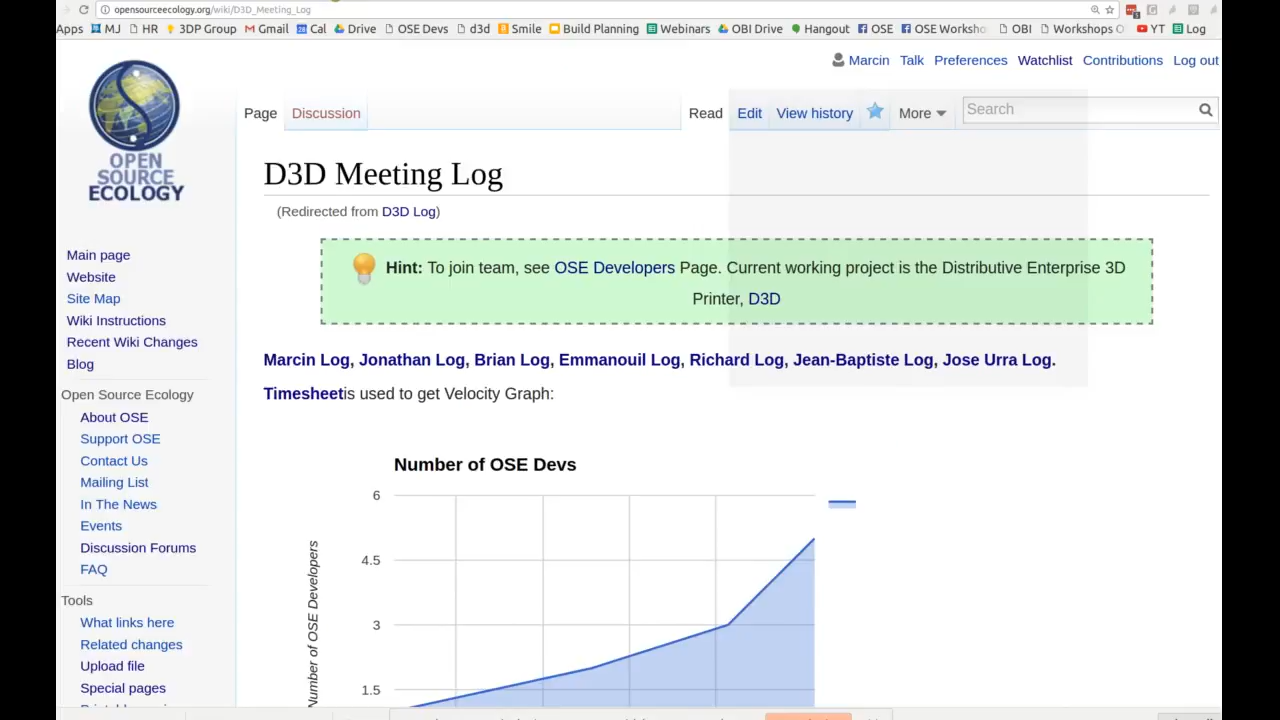 opensourceecology.org/wiki/D3D_Meeting_Log
Apps MJ HR 3DP Group Gmail Cal Drive OSE Devs d3d Smile Build Planning Webinars OBI Drive Hangout OSE OSE Worksho OBI Workshops O YT Log
Marcin Talk Preferences Watchlist Contributions Log out
Page Discussion Read Edit View history More Search
OPEN
SOURCE
ECOLOGY
D3D Meeting Log
(Redirected from D3D Log)
Hint: To join team, see OSE Developers Page. Current working project is the Distributive Enterprise 3D
Printer, D3D
Marcin Log, Jonathan Log, Brian Log, Emmanouil Log, Richard Log, Jean-Baptiste Log, Jose Urra Log.
Timesheetis used to get Velocity Graph:
Main page
Website
Site Map
Wiki Instructions
Recent Wiki Changes
Blog
Open Source Ecology
About OSE
Support OSE
Contact Us
Mailing List
In The News
Events
Discussion Forums
FAQ
Tools
What links here
Related changes
Upload file
Special pages
Number of OSE Devs
6
4.5
3
1.5
Number of OSE Developers